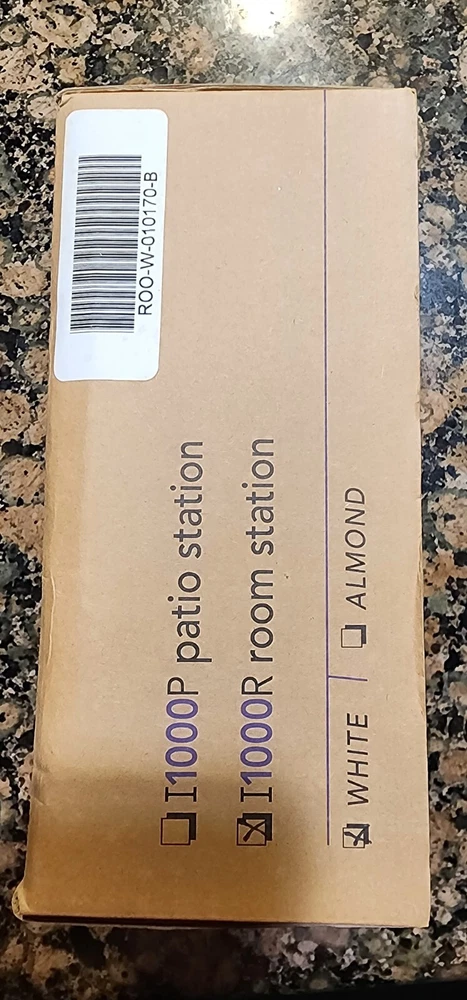 ROO-W-010170-B
I1000P patio station
I1000R room station
WHITE | ALMOND